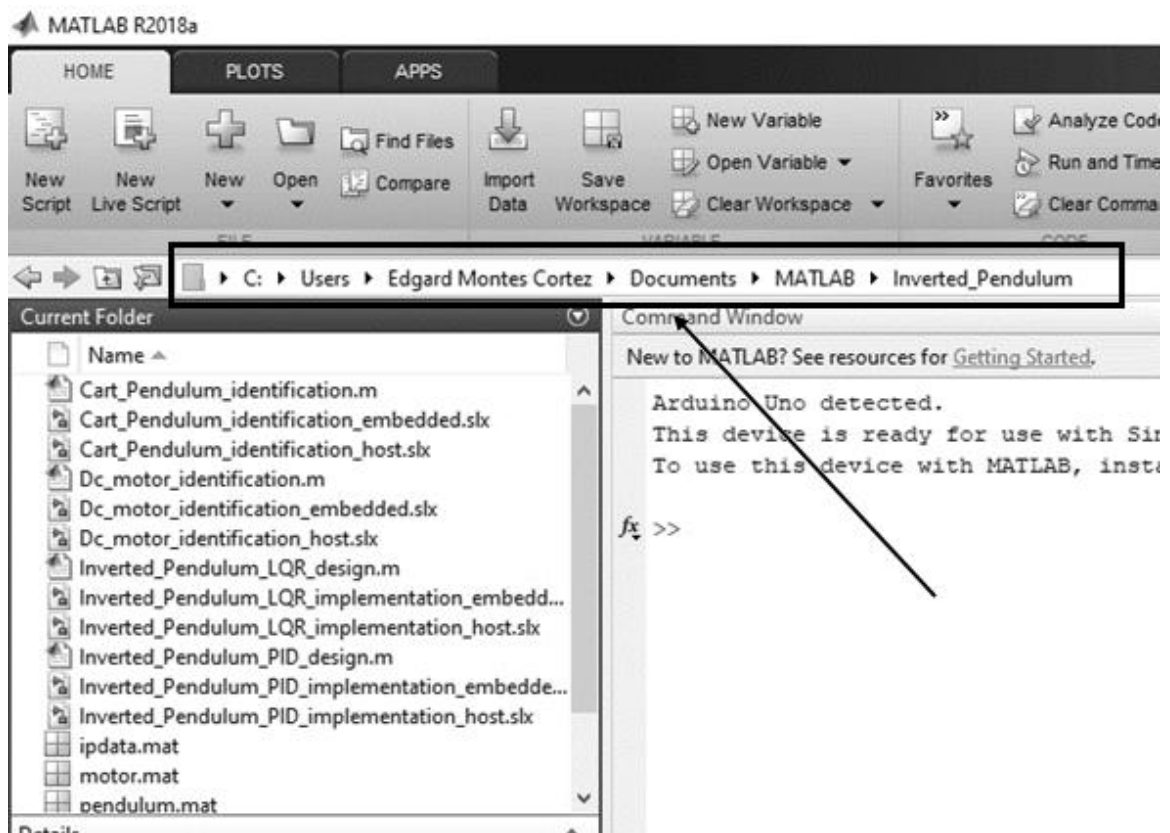 MATLAB R2018a
HOME PLOTS APPS
New Script
New Live Script
New
Open
Find Files
Compare
Import Data
Save Workspace
New Variable
Open Variable
Clear Workspace
Favorites
Analyze Code
Run and Time
Clear Comma
FILE VARIABLE CODE
C: Users Edgard Montes Cortez Documents MATLAB Inverted_Pendulum
Current Folder
Name
Cart_Pendulum_identification.m
Cart_Pendulum_identification_embedded.slx
Cart_Pendulum_identification_host.slx
Dc_motor_identification.m
Dc_motor_identification_embedded.slx
Dc_motor_identification_host.slx
Inverted_Pendulum_LQR_design.m
Inverted_Pendulum_LQR_implementation_embedd...
Inverted_Pendulum_LQR_implementation_host.slx
Inverted_Pendulum_PID_design.m
Inverted_Pendulum_PID_implementation_embedde...
Inverted_Pendulum_PID_implementation_host.slx
ipdata.mat
motor.mat
pendulum.mat
Details
Command Window
New to MATLAB? See resources for Getting Started.
Arduino Uno detected.
This device is ready for use with Sin
To use this device with MATLAB, insta
fx >>